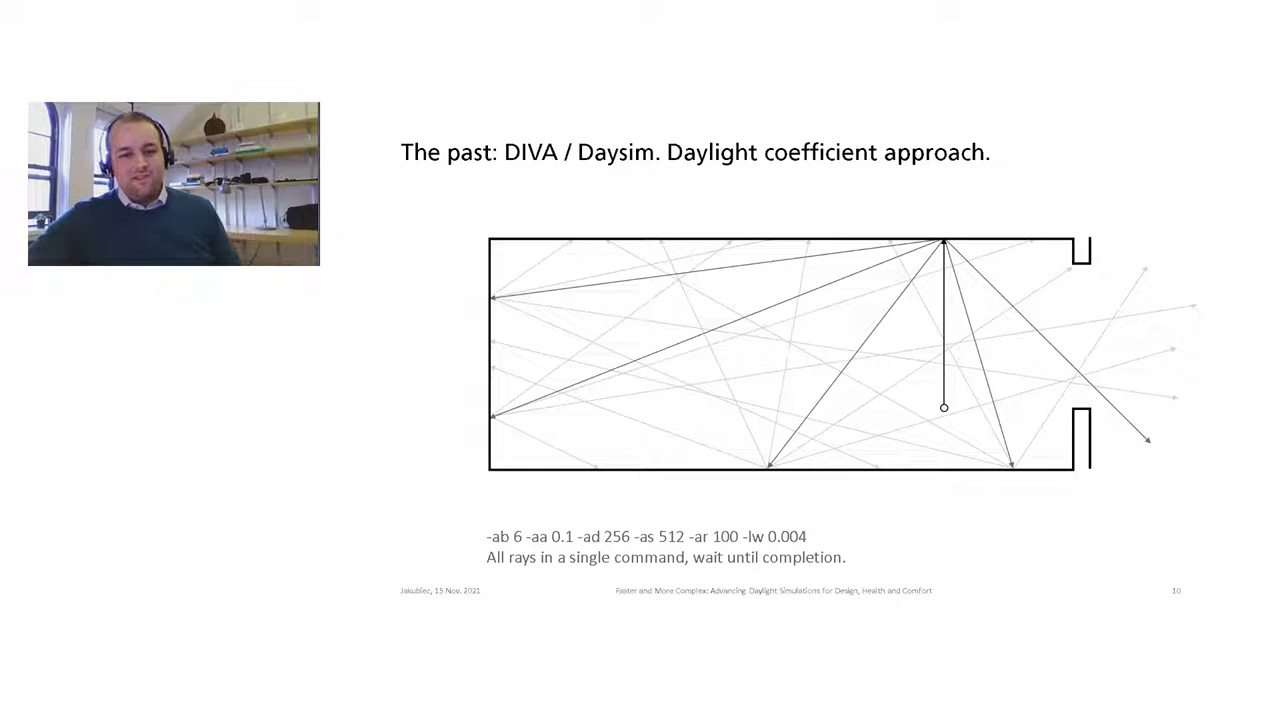 The past: DIVA / Daysim. Daylight coefficient approach.
-ab 6 -aa 0.1 -ad 256 -as 512 -ar 100 -lw 0.004
All rays in a single command, wait until completion.
Jakubiec, 15 Nov. 2021
Faster and More Complex: Advancing Daylight Simulations for Design, Health and Comfort
10